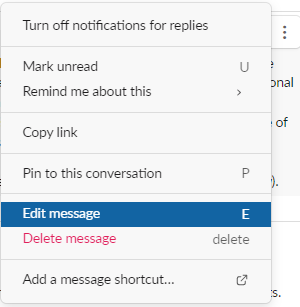 Turn off notifications for replies
Mark unread U
Remind me about this
Copy link
Pin to this conversation P
Edit message E
Delete message delete
Add a message shortcut...